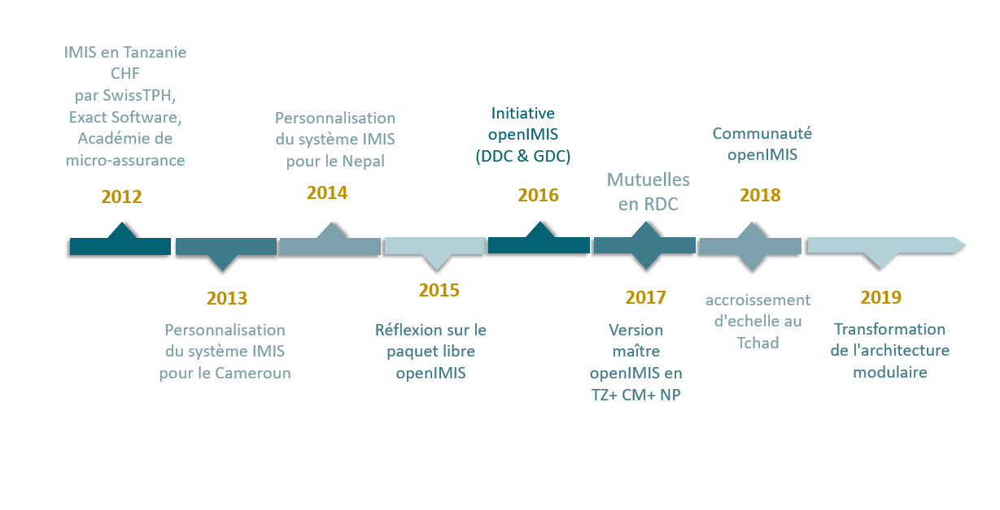 IMIS en Tanzanie
CHF
par SwissTPH,
Exact Software,
Académie de
micro-assurance
2012
2013
Personnalisation
du système IMIS
pour le Cameroun
Personnalisation
du système IMIS
pour le Nepal
2014
2015
Réflexion sur le
paquet libre
openIMIS
Initiative
openIMIS
(DDC & GDC)
2016
Mutuelles
en RDC
2017
Version
maître
openIMIS en
TZ+ CM+ NP
Communauté
openIMIS
2018
accroissement
d'echelle au
Tchad
2019
Transformation
de l'architecture
modulaire